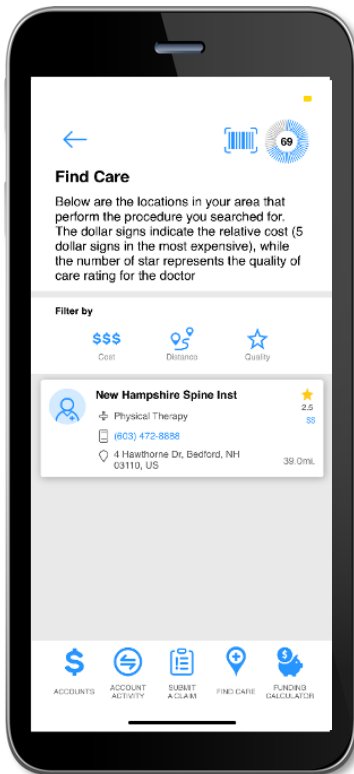 69
Find Care
Below are the locations in your area that
perform the procedure you searched for.
The dollar signs indicate the relative cost (5
dollar signs in the most expensive), while
the number of star represents the quality of
care rating for the doctor
Filter by
$$$
Cost
Distance
Quality
New Hampshire Spine Inst
2.5
Physical Therapy
$$
(603) 472-8888
4 Hawthorne Dr, Bedford, NH
03110, US
39.0mi.
ACCOUNTS
ACCOUNT
ACTIVITY
SUBMIT
A CLAIM
FIND CARE
FUNDING
CALCULATOR